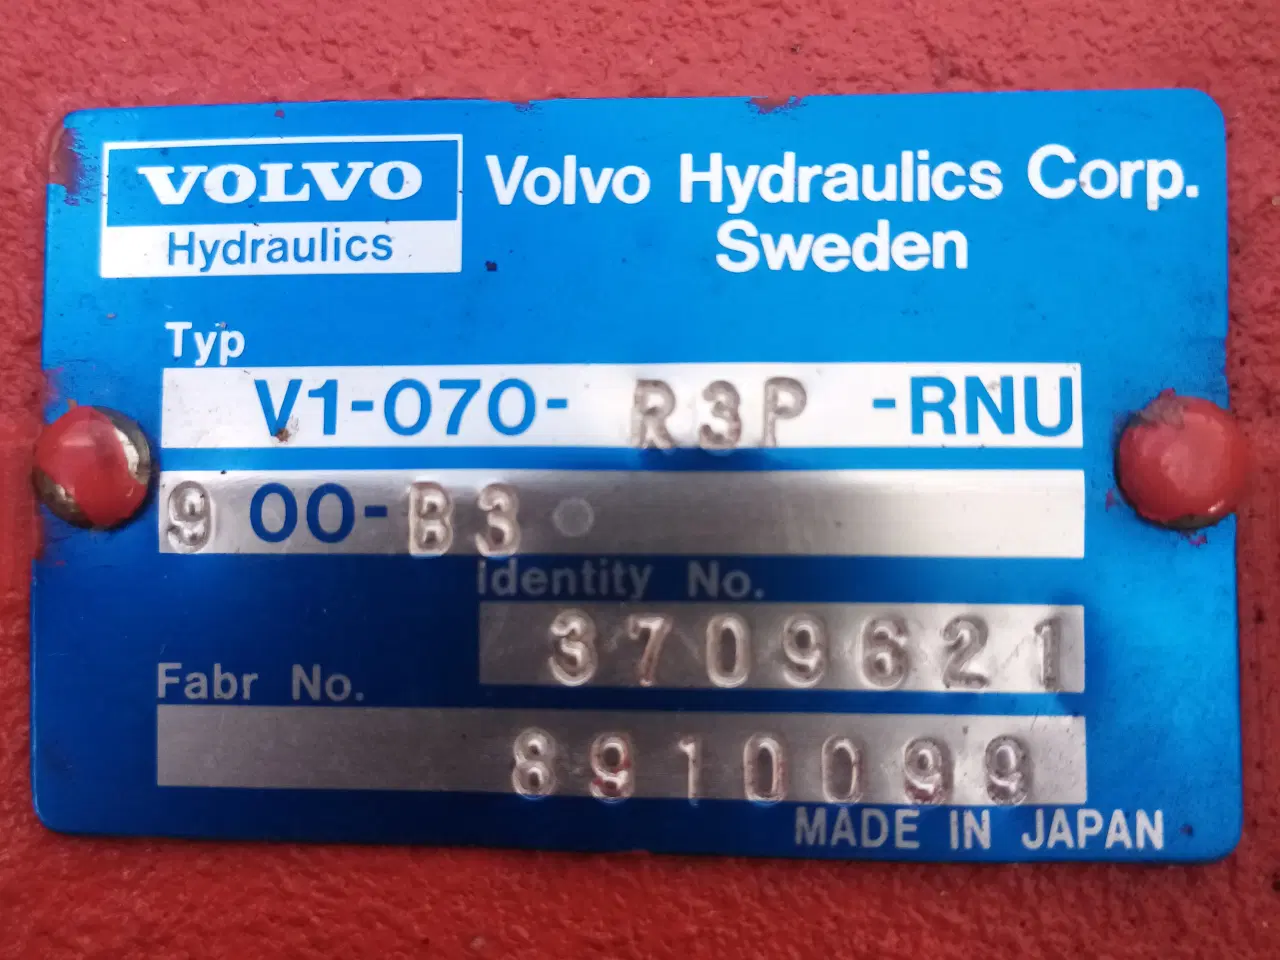 VOLVO
Hydraulics
Volvo Hydraulics Corp.
Sweden
Typ
V1-070- R3P -RNU
9 00-B3
Identity No.
3709621
Fabr No.
8910099
MADE IN JAPAN